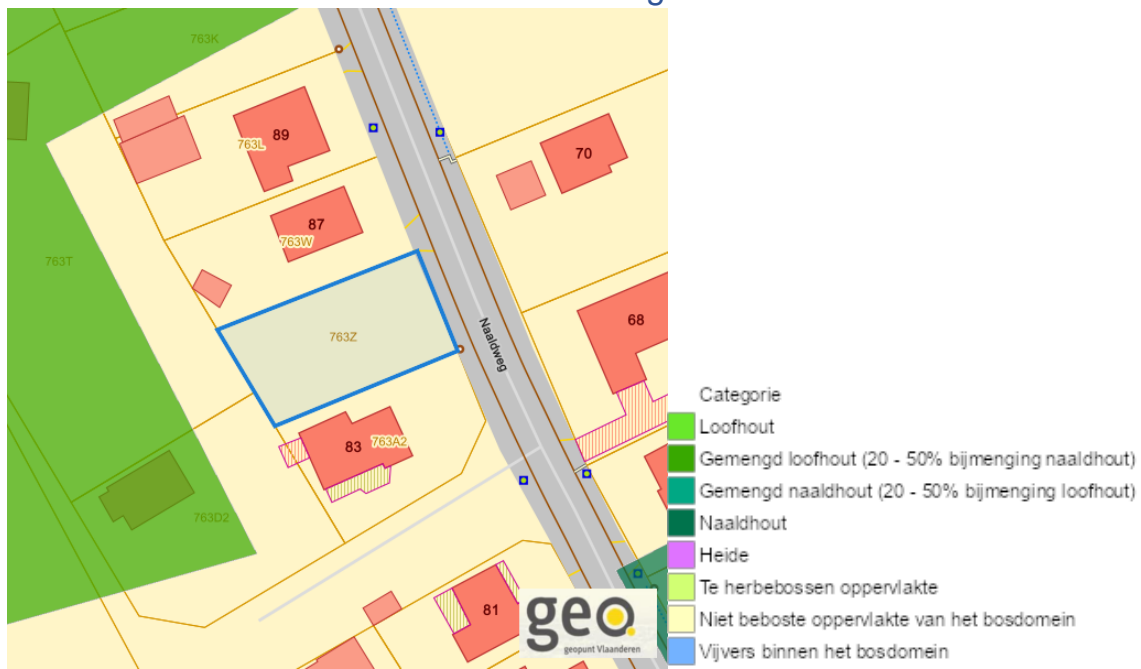 763K
89
763L
70
87
763W
763T
763Z
Naaldweg
68
83
763A2
763D2
81
geo.
geopunt Vlaanderen
Categorie
Loofhout
Gemengd loofhout (20 - 50% bijmenging naaldhout)
Gemengd naaldhout (20 - 50% bijmenging loofhout)
Naaldhout
Heide
Te herbebossen oppervlakte
Niet beboste oppervlakte van het bosdomein
Vijvers binnen het bosdomein